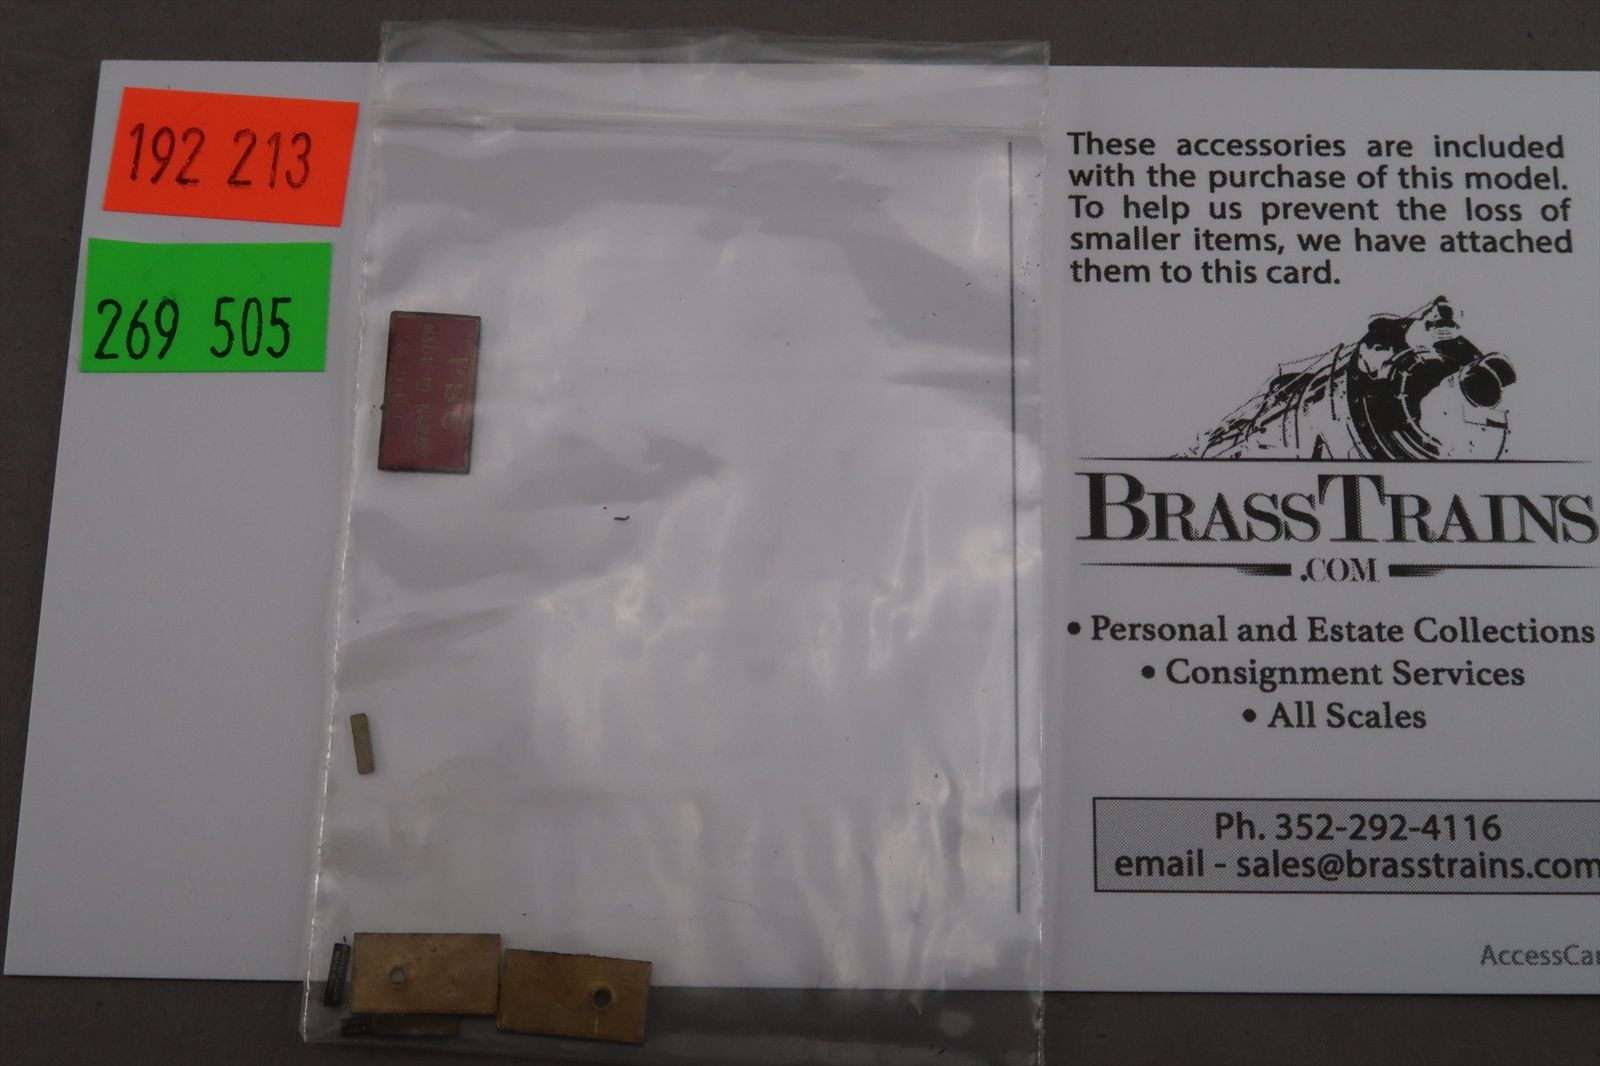 192 213
269 505
PSC
These accessories are included
with the purchase of this model.
To help us prevent the loss of
smaller items, we have attached
them to this card.
BRASSTRAINS
.COM
• Personal and Estate Collections
• Consignment Services
• All Scales
Ph. 352-292-4116
email - sales@brasstrains.com
AccessCar